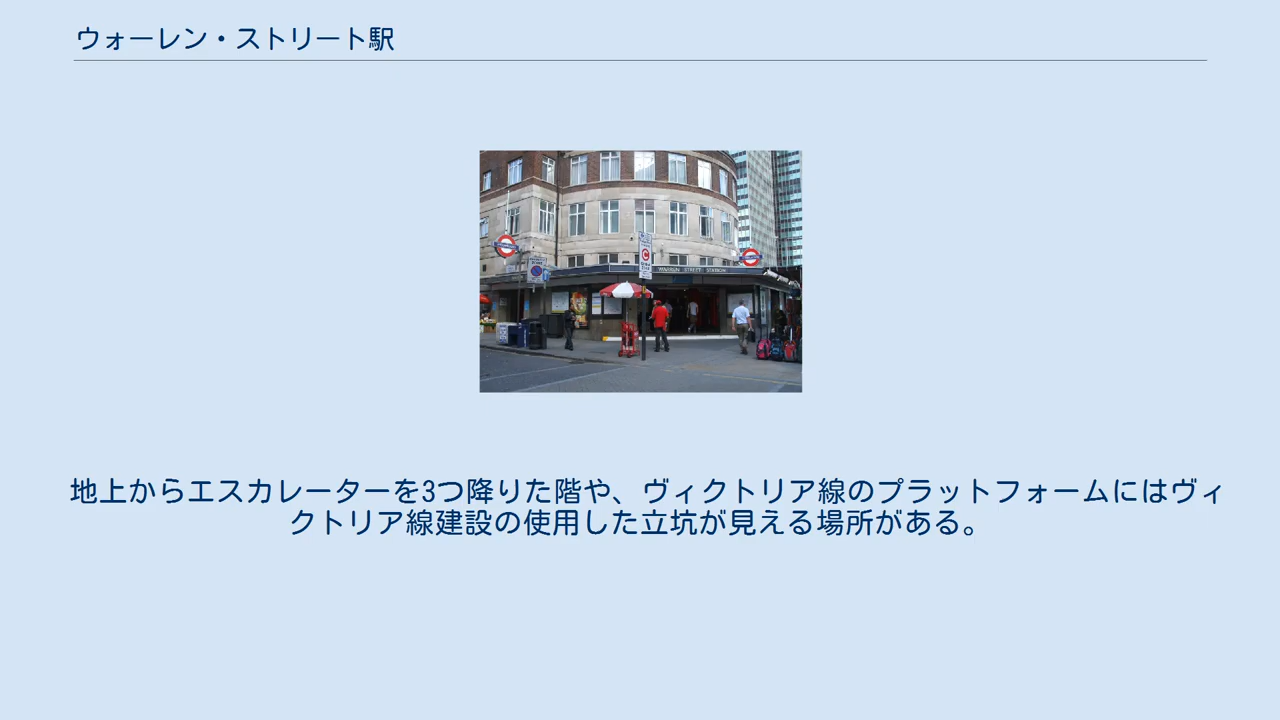 ウォーレン・ストリート駅
WARREN STREET STATION
地上からエスカレーターを3つ降りた階や、ヴィクトリア線のプラットフォームにはヴィ
クトリア線建設の使用した立坑が見える場所がある。